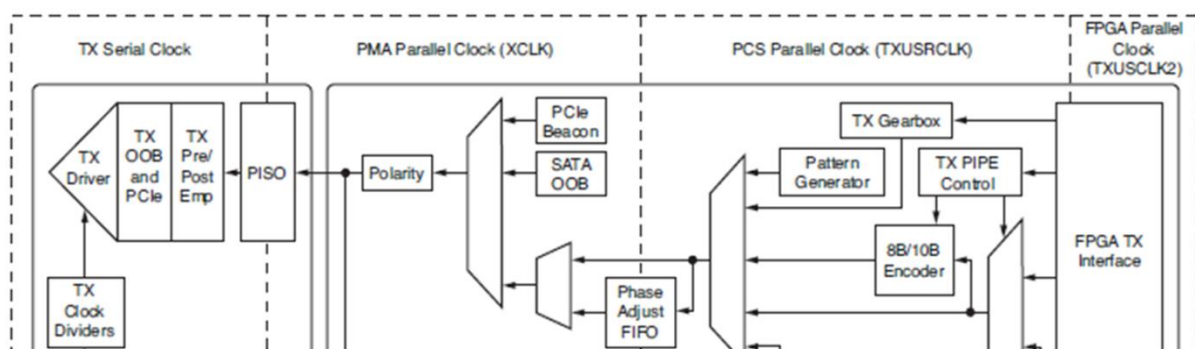 TX Serial Clock
PMA Parallel Clock (XCLK)
PCS Parallel Clock (TXUSRCLK)
FPGA Parallel
Clock
(TXUSCLK2)
TX
Driver
TX
OOB
and
PCIe
TX
Pre/
Post
Emp
PISO
Polarity
PCIe
Beacon
SATA
OOB
TX Gearbox
Pattern
Generator
TX PIPE
Control
8B/10B
Encoder
FPGA TX
Interface
TX
Clock
Dividers
Phase
Adjust
FIFO